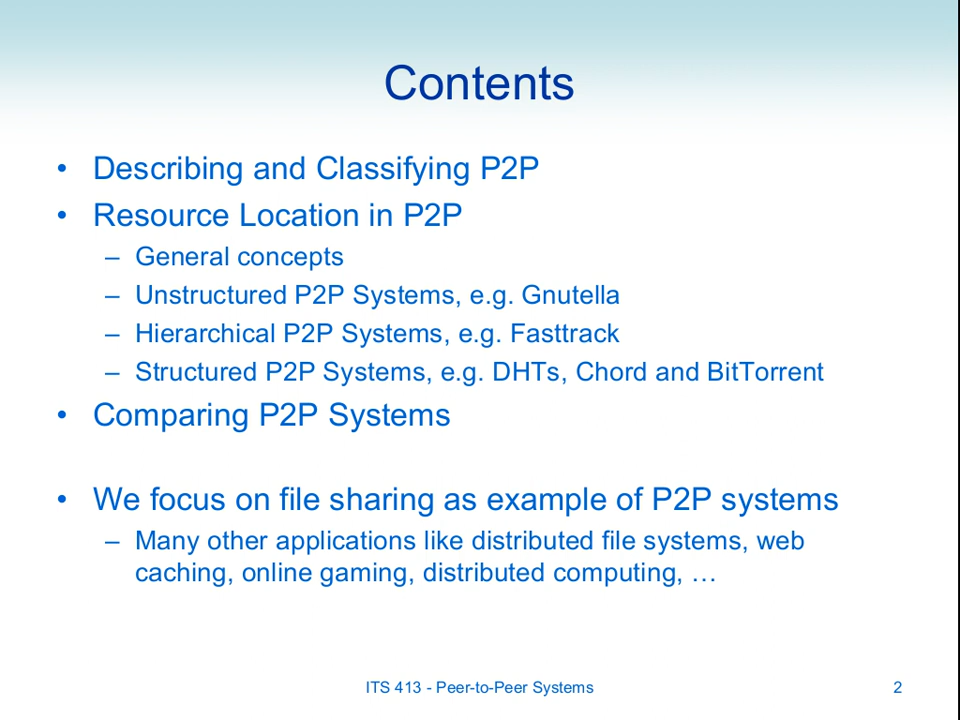 Contents
• Describing and Classifying P2P
• Resource Location in P2P
– General concepts
– Unstructured P2P Systems, e.g. Gnutella
– Hierarchical P2P Systems, e.g. Fasttrack
– Structured P2P Systems, e.g. DHTs, Chord and BitTorrent
• Comparing P2P Systems
• We focus on file sharing as example of P2P systems
– Many other applications like distributed file systems, web
caching, online gaming, distributed computing, …
ITS 413 - Peer-to-Peer Systems
2